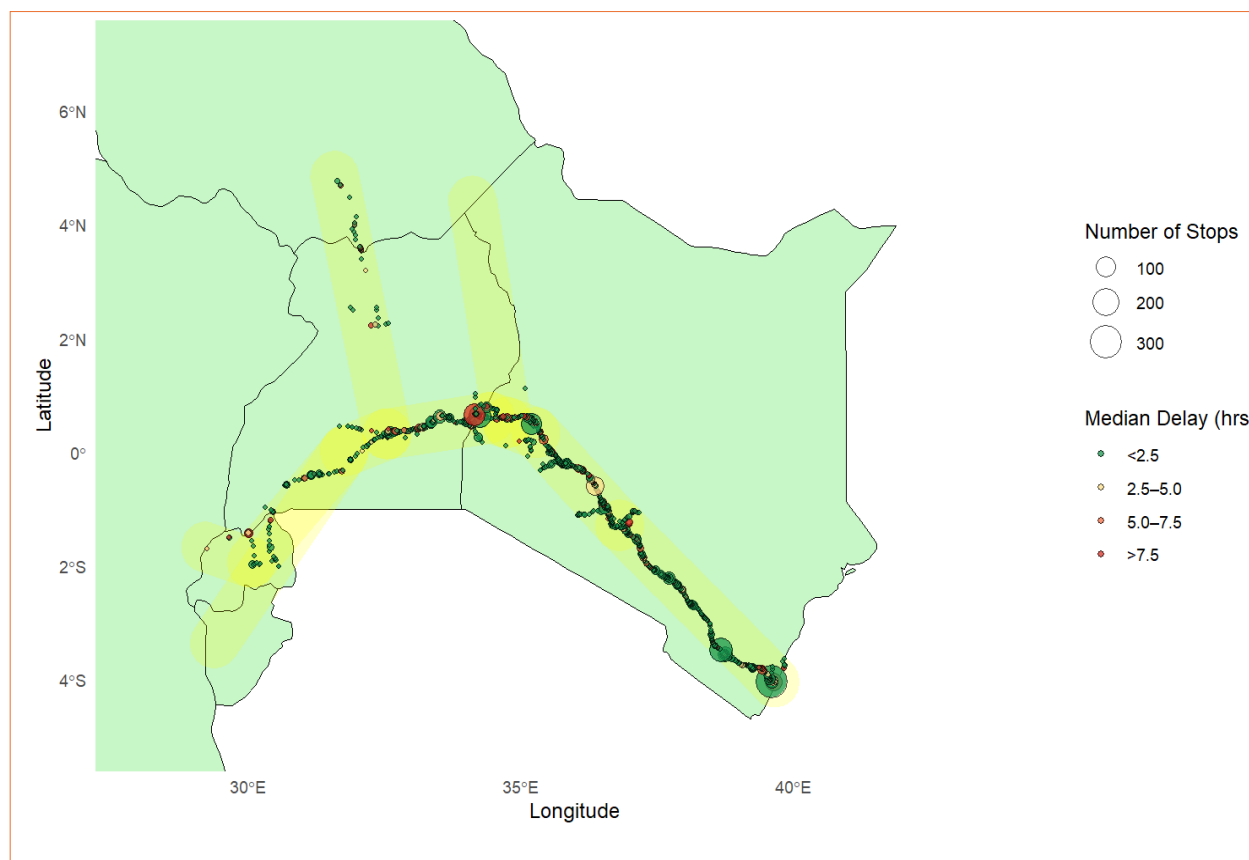 6°N
4°N
2°N
0°
2°S
4°S
Latitude
30°E
35°E
40°E
Longitude
Number of Stops
100
200
300
Median Delay (hrs
<2.5
2.5–5.0
5.0–7.5
>7.5